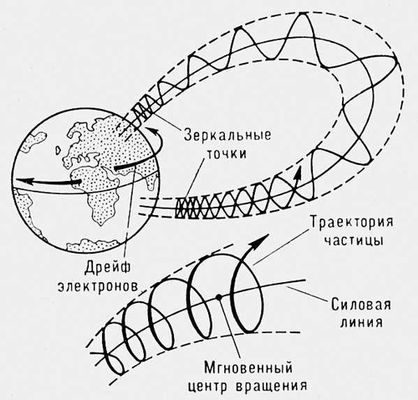 Зеркальные
точки
Дрейф
электронов
Траектория
частицы
Силовая
линия
Мгновенный
центр вращения